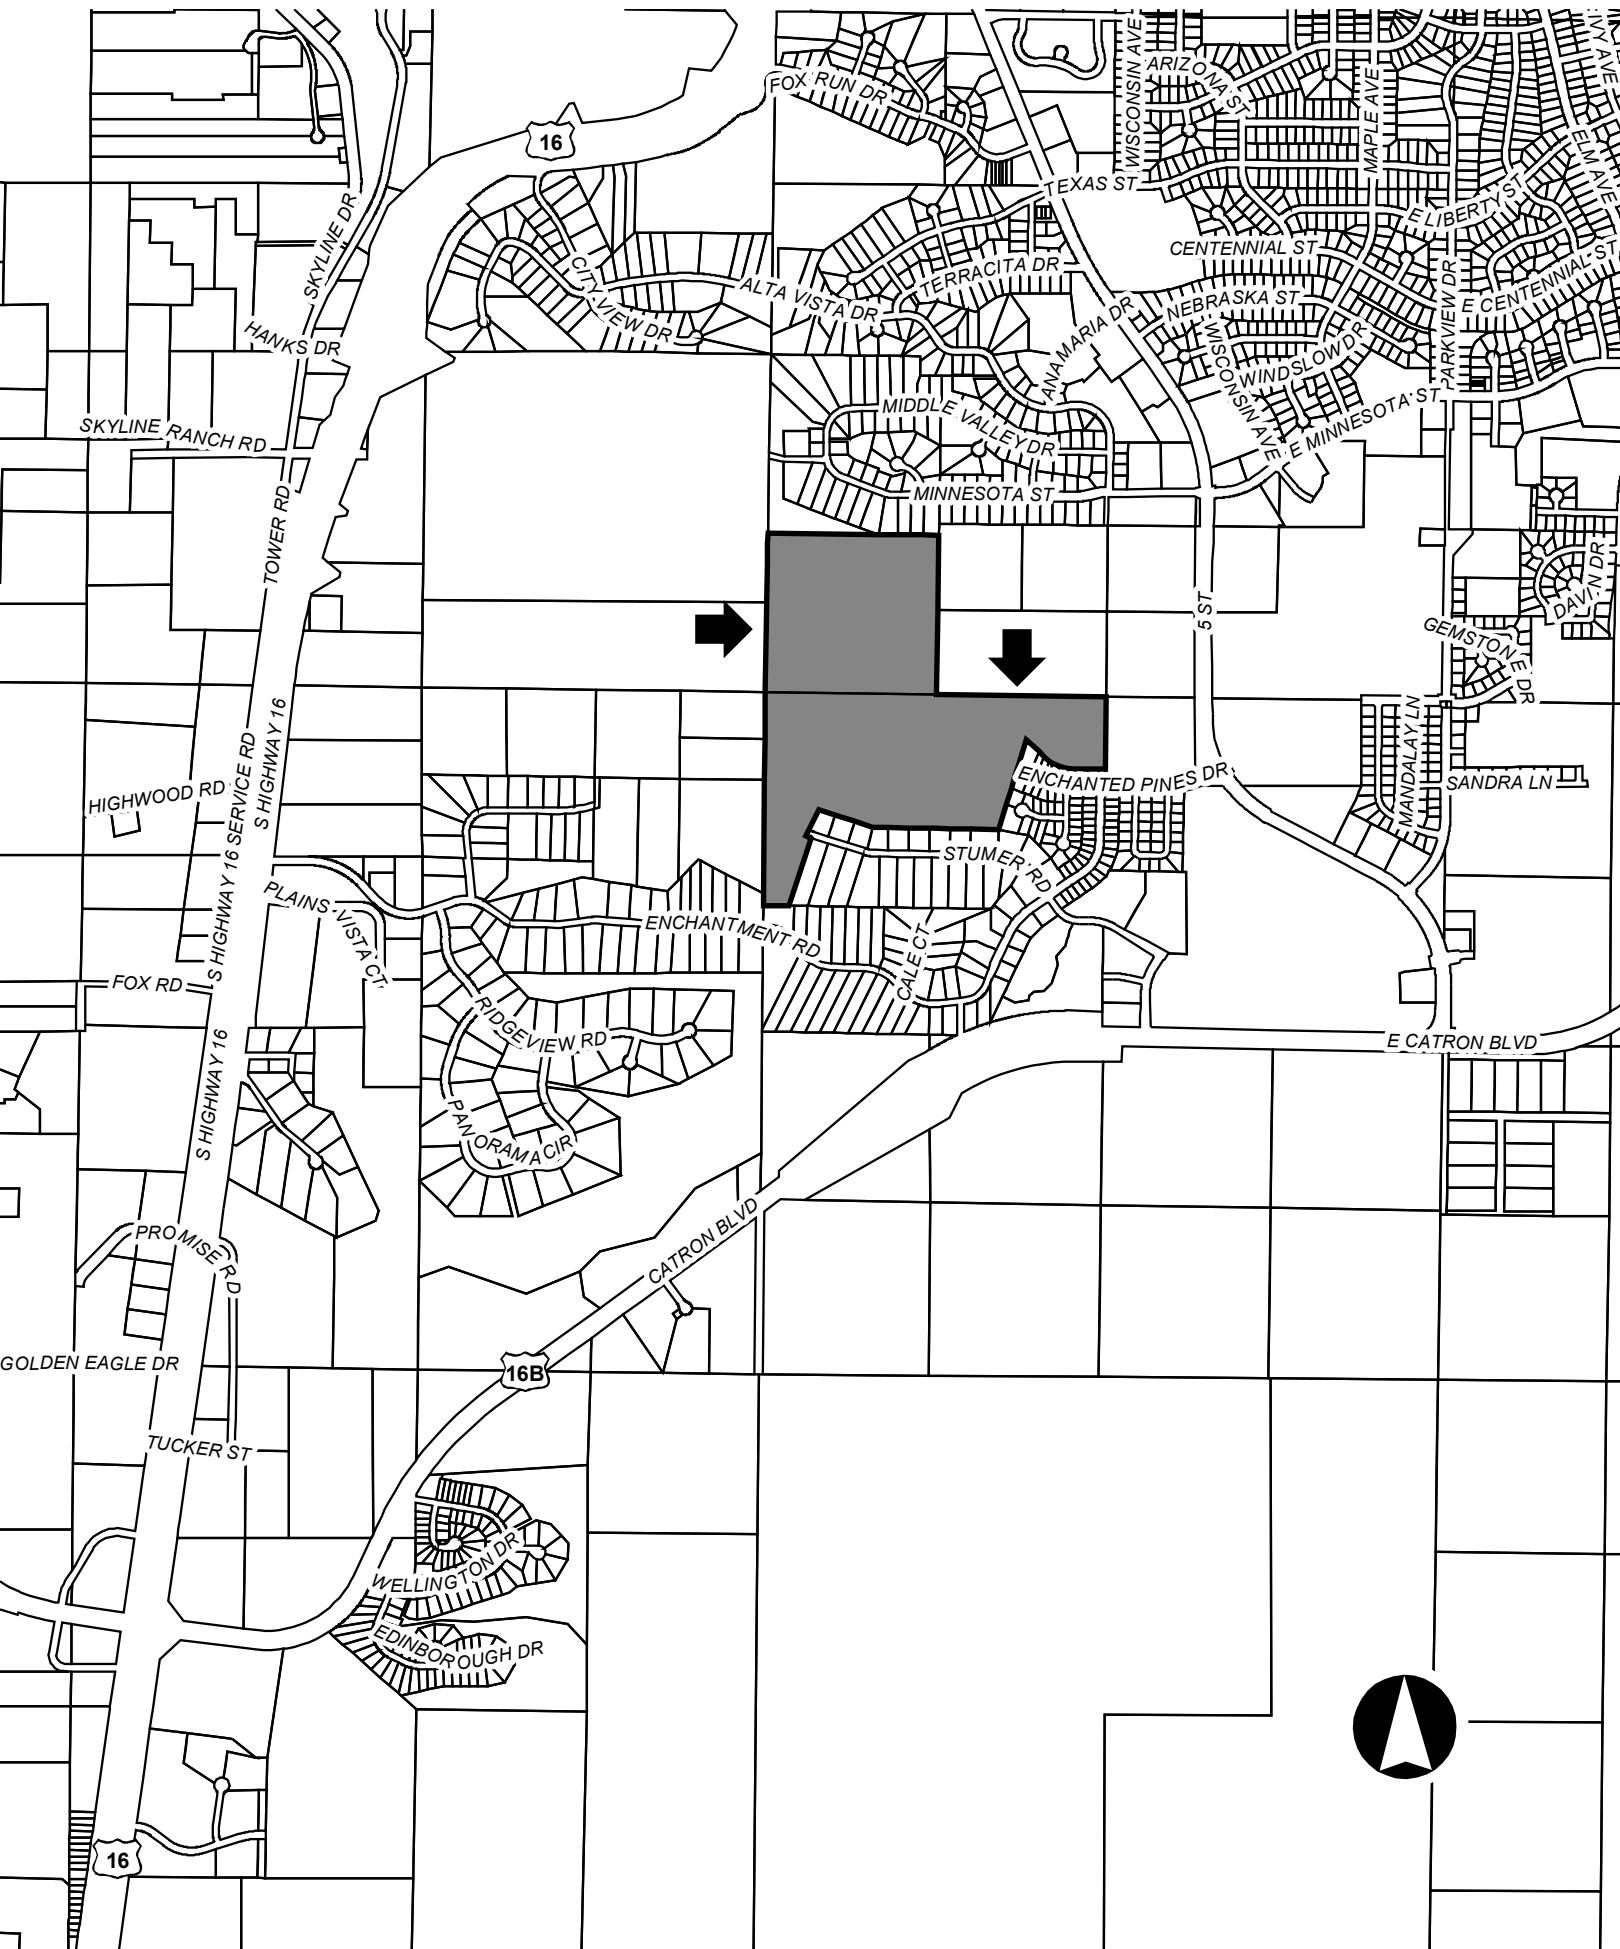 WISCONSIN AVE
ARIZONA ST
MAPLE AVE
IVY AVE
FOX RUN DR
16
ELM AVE
TEXAS ST
E LIBERTY ST
SKYLINE DR
CENTENNIAL ST
E CENTENNIAL ST
CITY VIEW DR
ALTA VISTA DR
TERRACITA DR
NEBRASKA ST
PARKVIEW DR
HANKS DR
ANAMARIA DR
WISCONSIN AVE
WINDSLOW DR
SKYLINE RANCH RD
MIDDLE VALLEY DR
E MINNESOTA ST
MINNESOTA ST
TOWER RD
5 ST
DAVIN DR
GEMSTONE DR
S HIGHWAY 16 SERVICE RD
S HIGHWAY 16
MANDALAY LN
HIGHWOOD RD
ENCHANTED PINES DR
SANDRA LN
STUMER RD
PLAINS VISTA CT
ENCHANTMENT RD
CALE CT
FOX RD
RIDGEVIEW RD
E CATRON BLVD
S HIGHWAY 16
PANORAMA CIR
PROMISE RD
CATRON BLVD
GOLDEN EAGLE DR
16B
TUCKER ST
WELLINGTON DR
EDINBOROUGH DR
16